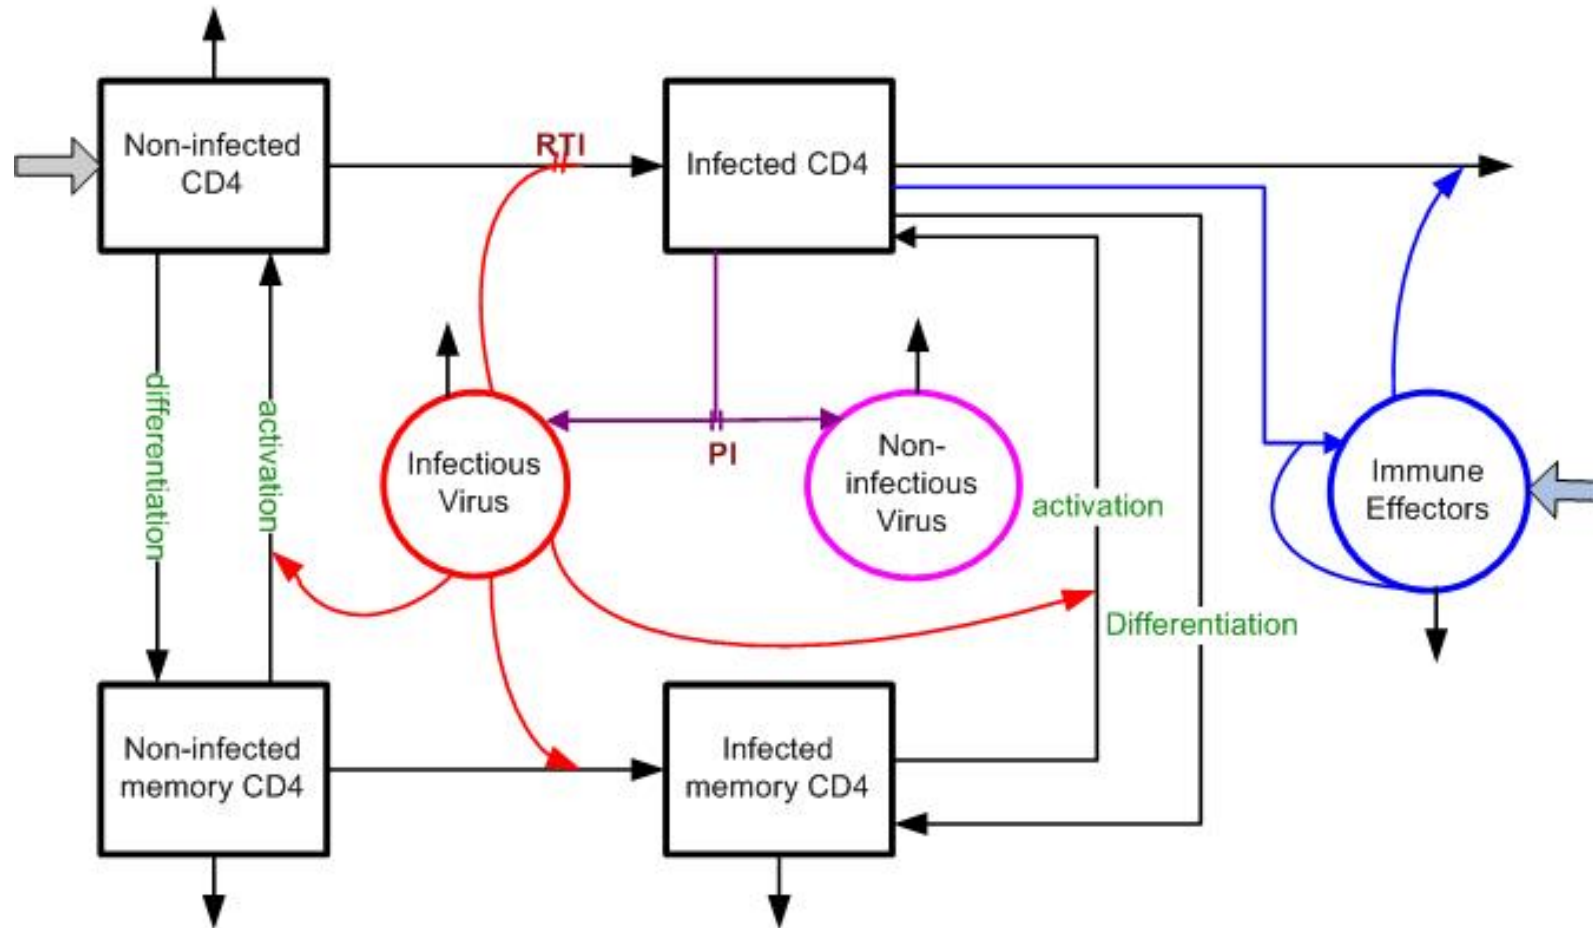 Non-infected
CD4
RTI
Infected CD4
differentiation
activation
Infectious
Virus
PI
Non-
infectious
Virus
activation
Immune
Effectors
Differentiation
Non-infected
memory CD4
Infected
memory CD4